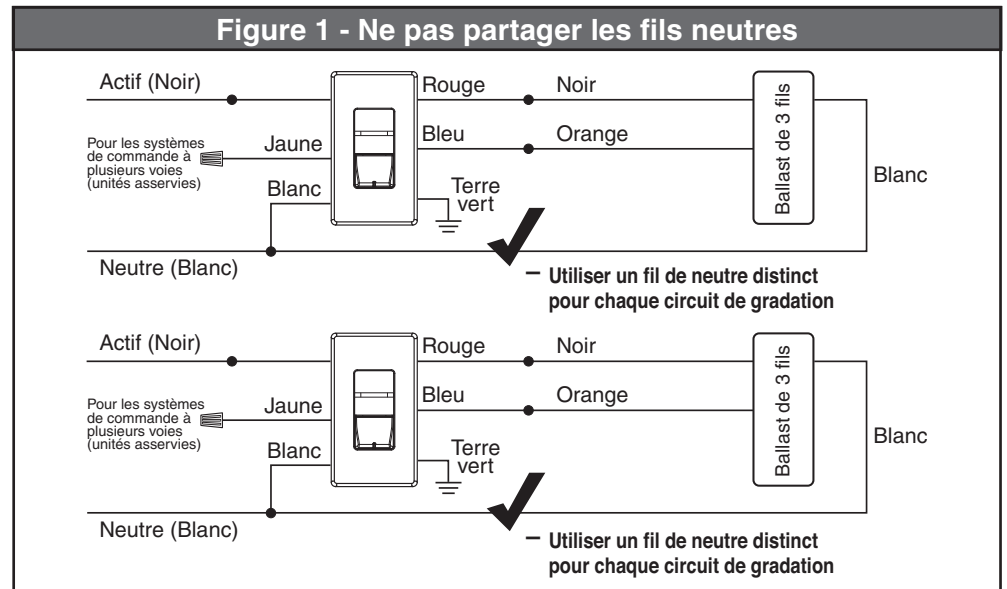 Figure 1 - Ne pas partager les fils neutres
Actif (Noir)
Rouge
Noir
Pour les systèmes
de commande à
plusieurs voies
(unités asservies)
Jaune
Bleu
Orange
Ballast de 3 fils
Blanc
Blanc
Terre
vert
Neutre (Blanc)
– Utiliser un fil de neutre distinct
pour chaque circuit de gradation
Actif (Noir)
Rouge
Noir
Pour les systèmes
de commande à
plusieurs voies
(unités asservies)
Jaune
Bleu
Orange
Ballast de 3 fils
Blanc
Blanc
Terre
vert
Neutre (Blanc)
– Utiliser un fil de neutre distinct
pour chaque circuit de gradation